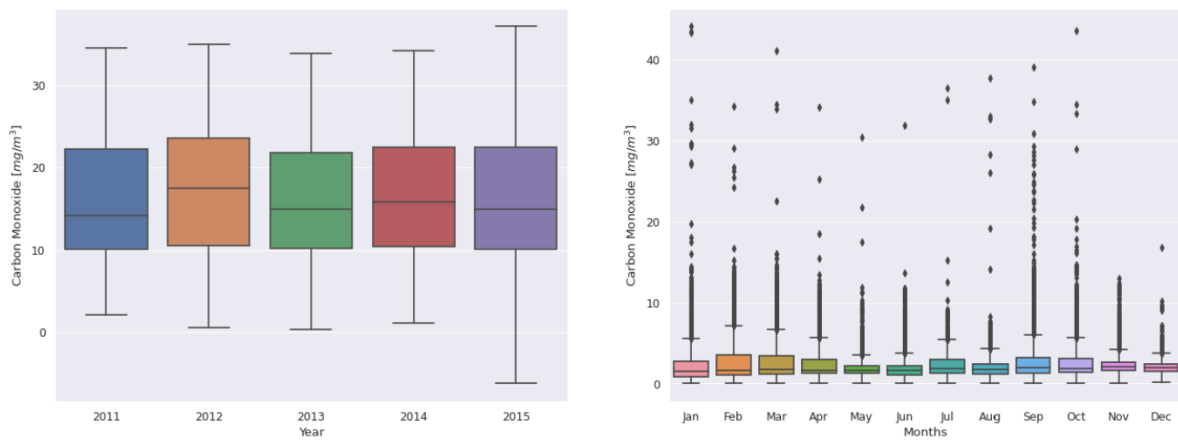 Carbon Monoxide [mg/m³]
30
20
10
0
2011 2012 2013 2014 2015
Year
Carbon Monoxide [mg/m³]
40
30
20
10
0
Jan Feb Mar Apr May Jun Jul Aug Sep Oct Nov Dec
Months